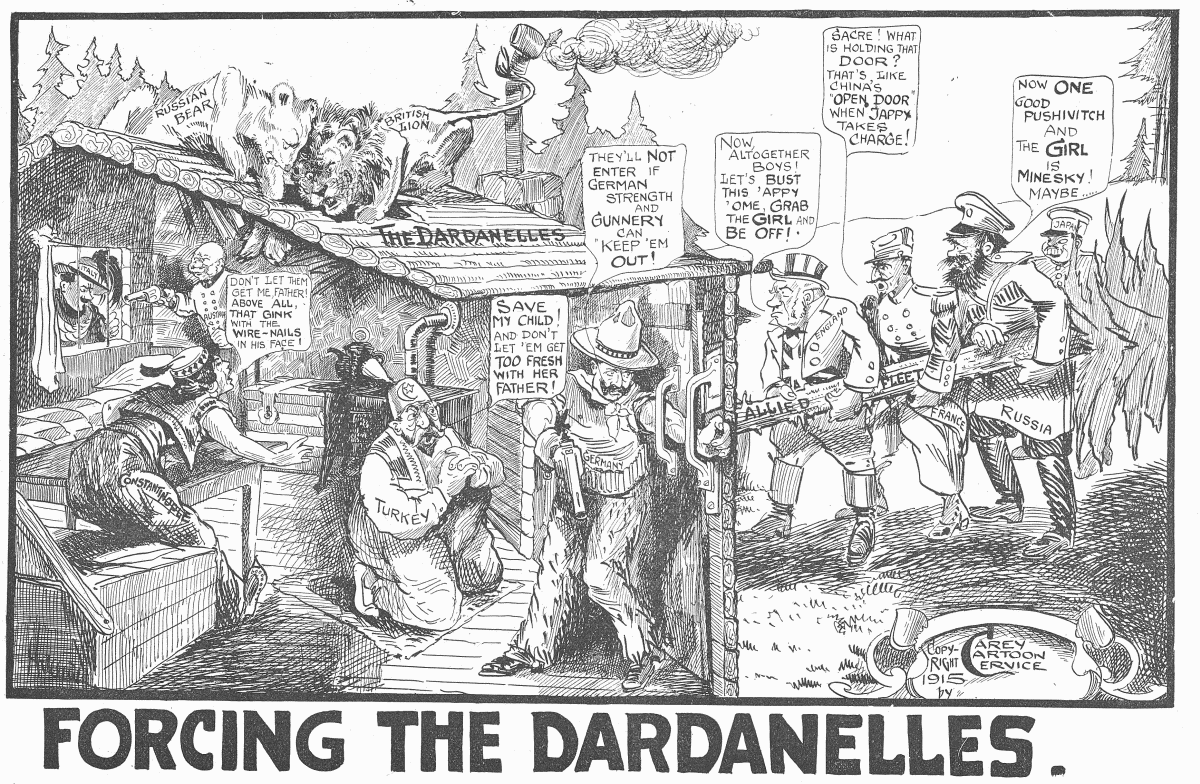 RUSSIAN
BEAR
BRITISH
LION
THE DARDANELLES
ITALY
DON'T LET THEM
GET ME, FATHER!
ABOVE ALL,
THAT GINK
WITH THE
WIRE-NAILS
IN HIS FACE!
SAVE
MY CHILD!
AND DON'T
LET 'EM GET
TOO FRESH
WITH HER
FATHER!
THEY'LL NOT
ENTER IF
GERMAN
STRENGTH
AND
GUNNERY
CAN
"KEEP 'EM
OUT!
NOW,
ALTOGETHER
BOYS!
LET'S BUST
THIS 'APPY
'OME, GRAB
THE GIRL AND
BE OFF!
SACRE! WHAT
IS HOLDING THAT
DOOR?
THAT'S LIKE
CHINA'S
"OPEN DOOR"
WHEN JAPPY
TAKES
CHARGE!
NOW ONE
GOOD
PUSHIVITCH
AND
THE GIRL
IS
MINESKY!
MAYBE.....
JAPAN
TURKEY
GERMANY
ENGLAND
ALLIED FLEET
FRANCE
RUSSIA
COPY-
RIGHT
1915
by
CAREY
CARTOON
SERVICE
FORCING THE DARDANELLES.